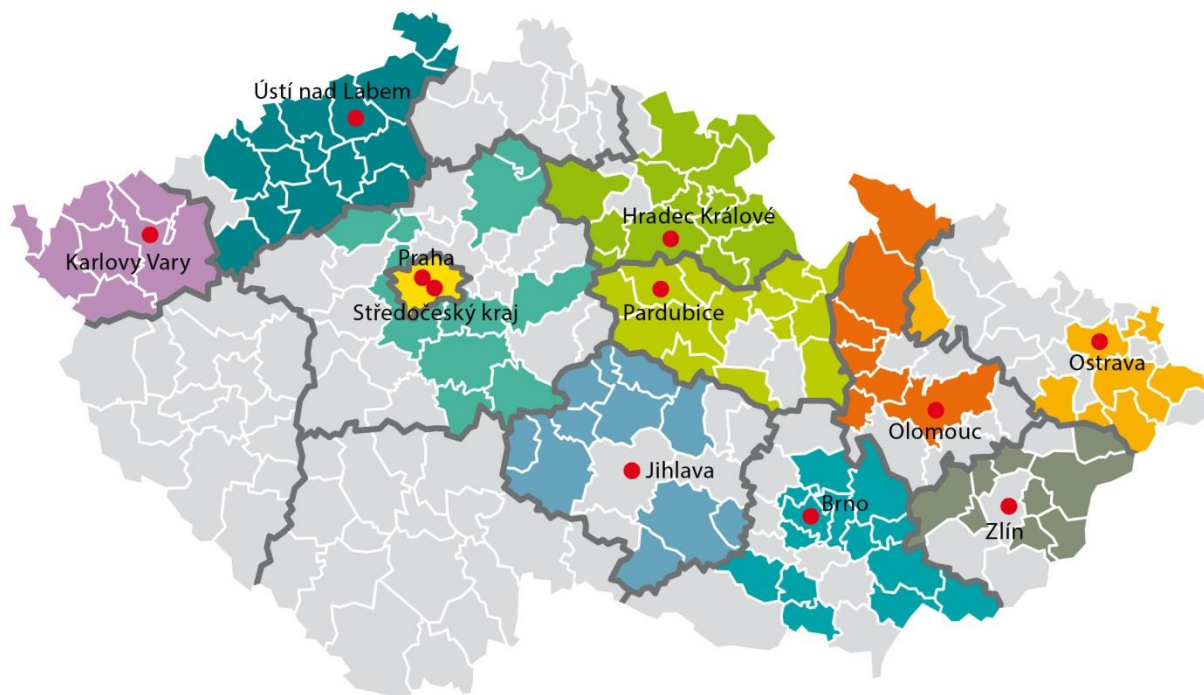 Ústí nad Labem
Hradec Králové
Karlovy Vary
Praha
Středočeský kraj
Pardubice
Ostrava
Olomouc
Jihlava
Brno
Zlín